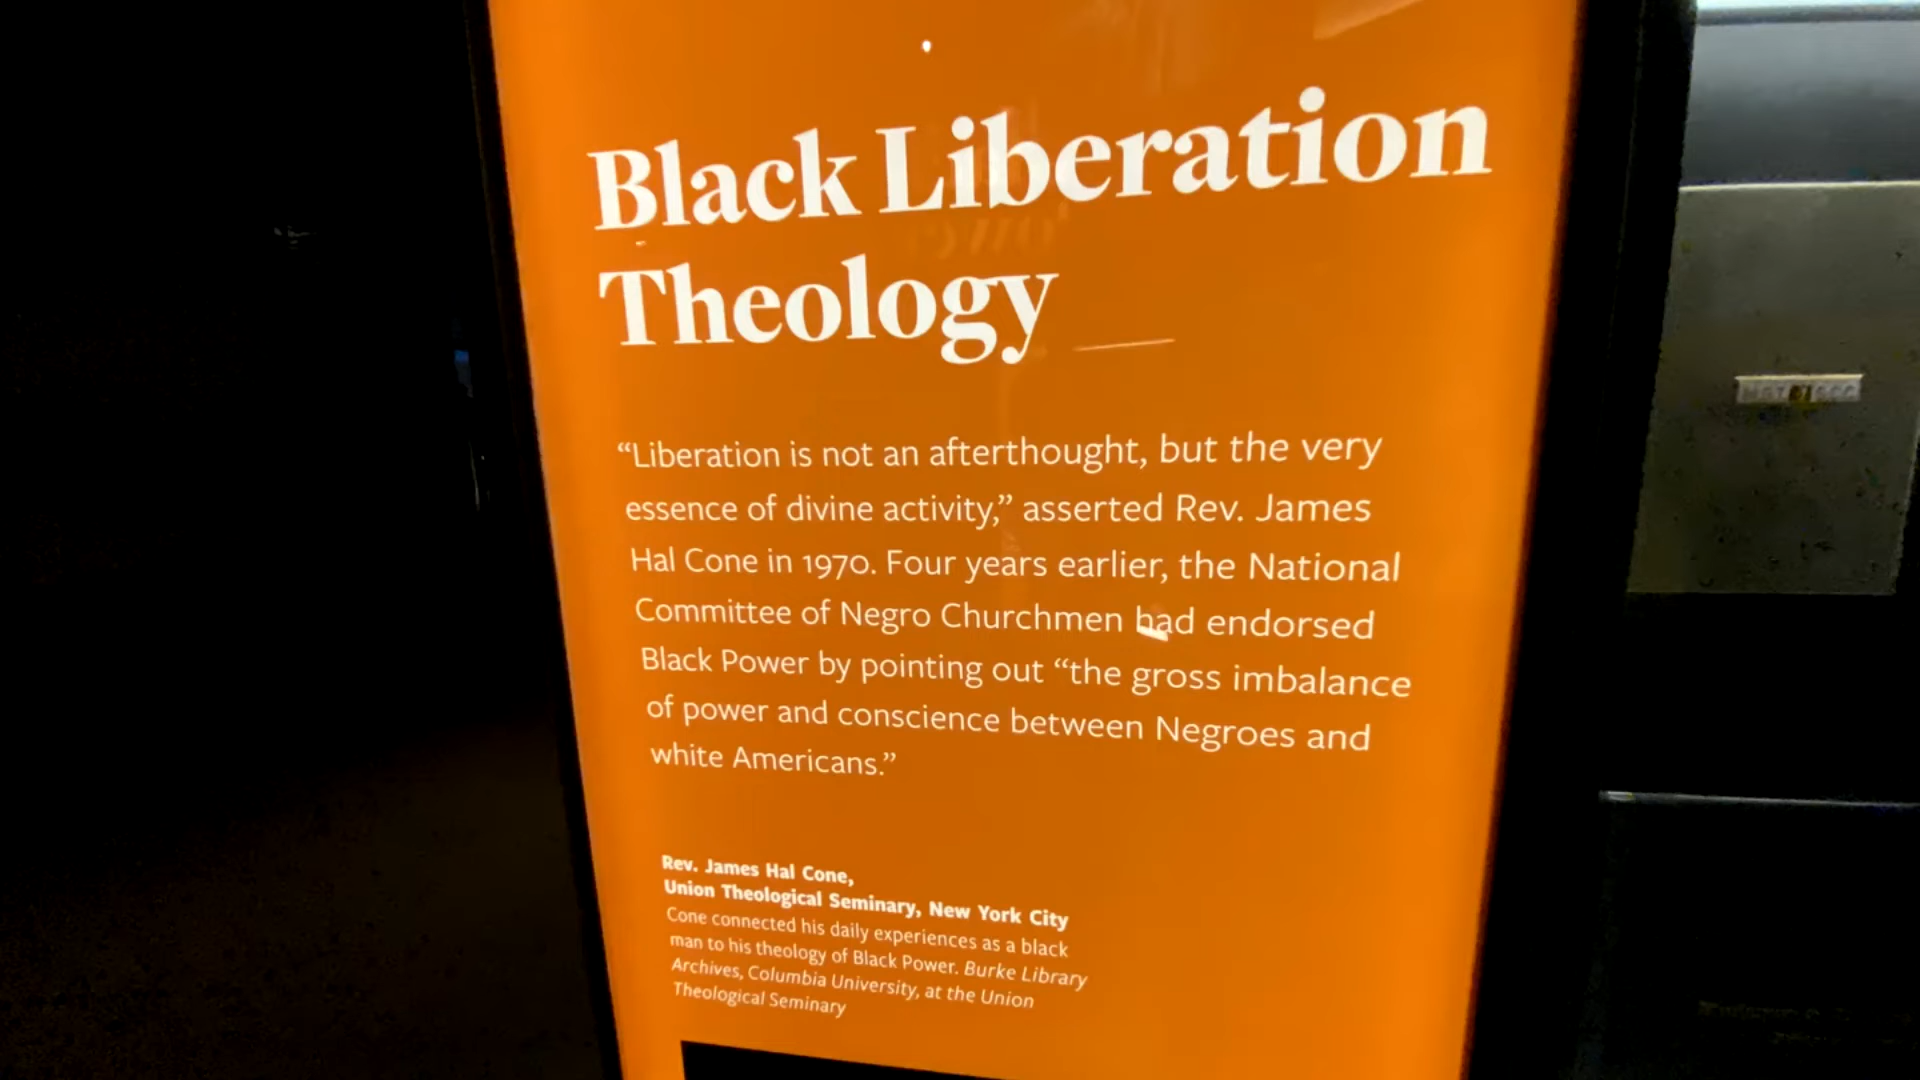 Black Liberation
Theology
“Liberation is not an afterthought, but the very
essence of divine activity,” asserted Rev. James
Hal Cone in 1970. Four years earlier, the National
Committee of Negro Churchmen had endorsed
Black Power by pointing out “the gross imbalance
of power and conscience between Negroes and
white Americans.”
Rev. James Hal Cone,
Union Theological Seminary, New York City
Cone connected his daily experiences as a black
man to his theology of Black Power. Burke Library
Archives, Columbia University, at the Union
Theological Seminary